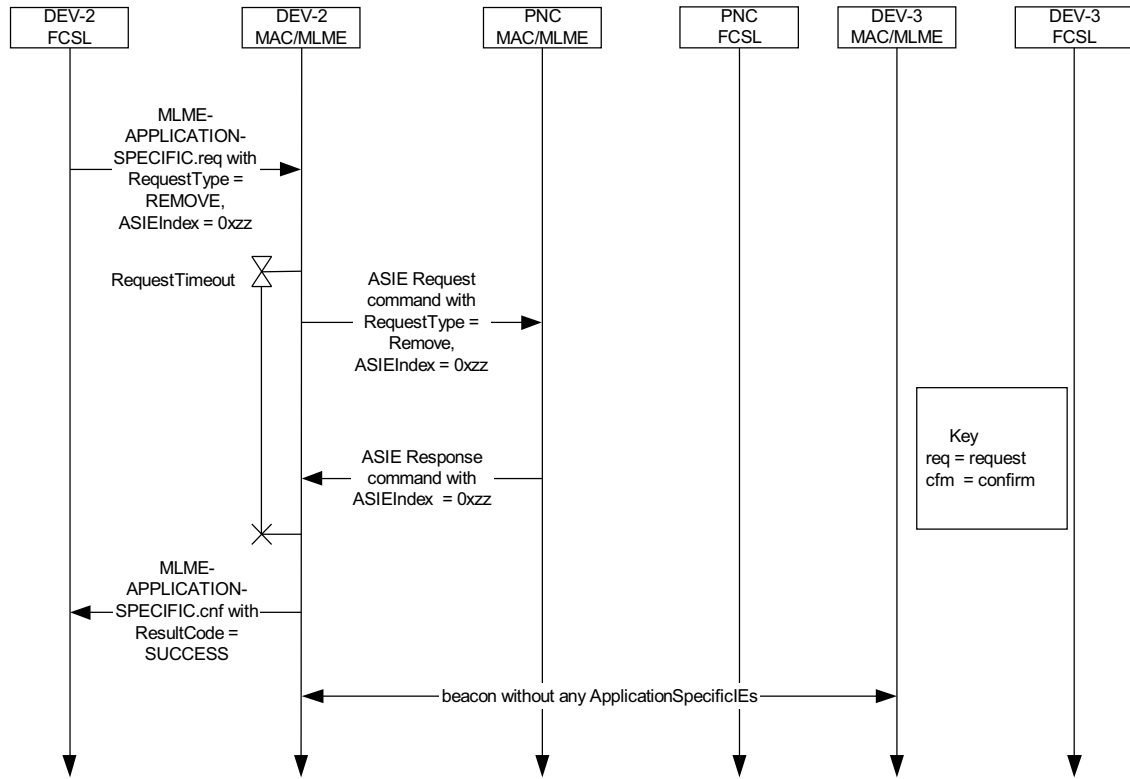 DEV-2
FCSL
DEV-2
MAC/MLME
PNC
MAC/MLME
PNC
FCSL
DEV-3
MAC/MLME
DEV-3
FCSL
MLME-
APPLICATION-
SPECIFIC.req with
RequestType =
REMOVE,
ASIEIndex = 0xzz
RequestTimeout
ASIE Request
command with
RequestType =
Remove,
ASIEIndex = 0xzz
Key
req = request
cfm = confirm
ASIE Response
command with
ASIEIndex = 0xzz
MLME-
APPLICATION-
SPECIFIC.cnf with
ResultCode =
SUCCESS
beacon without any ApplicationSpecificIEs